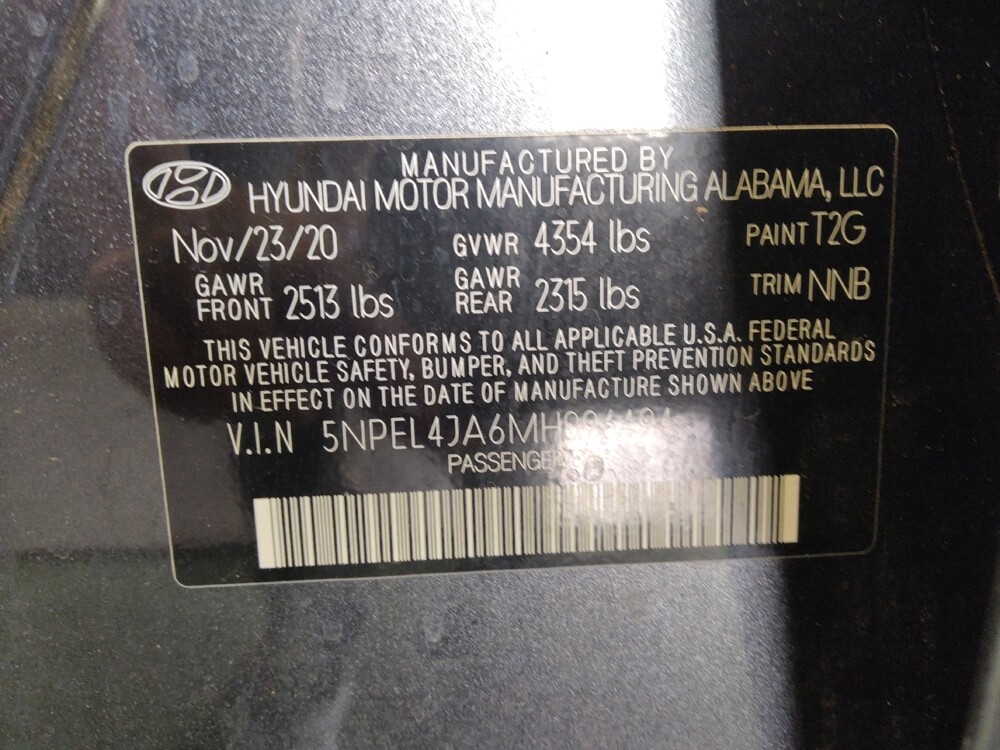 MANUFACTURED BY
HYUNDAI MOTOR MANUFACTURING ALABAMA, LLC
Nov/23/20 GVWR 4354 lbs PAINT T2G
GAWR FRONT 2513 lbs GAWR REAR 2315 lbs TRIM NNB
THIS VEHICLE CONFORMS TO ALL APPLICABLE U.S.A. FEDERAL
MOTOR VEHICLE SAFETY, BUMPER, AND THEFT PREVENTION STANDARDS
IN EFFECT ON THE DATE OF MANUFACTURE SHOWN ABOVE
V.I.N
PASSENGER